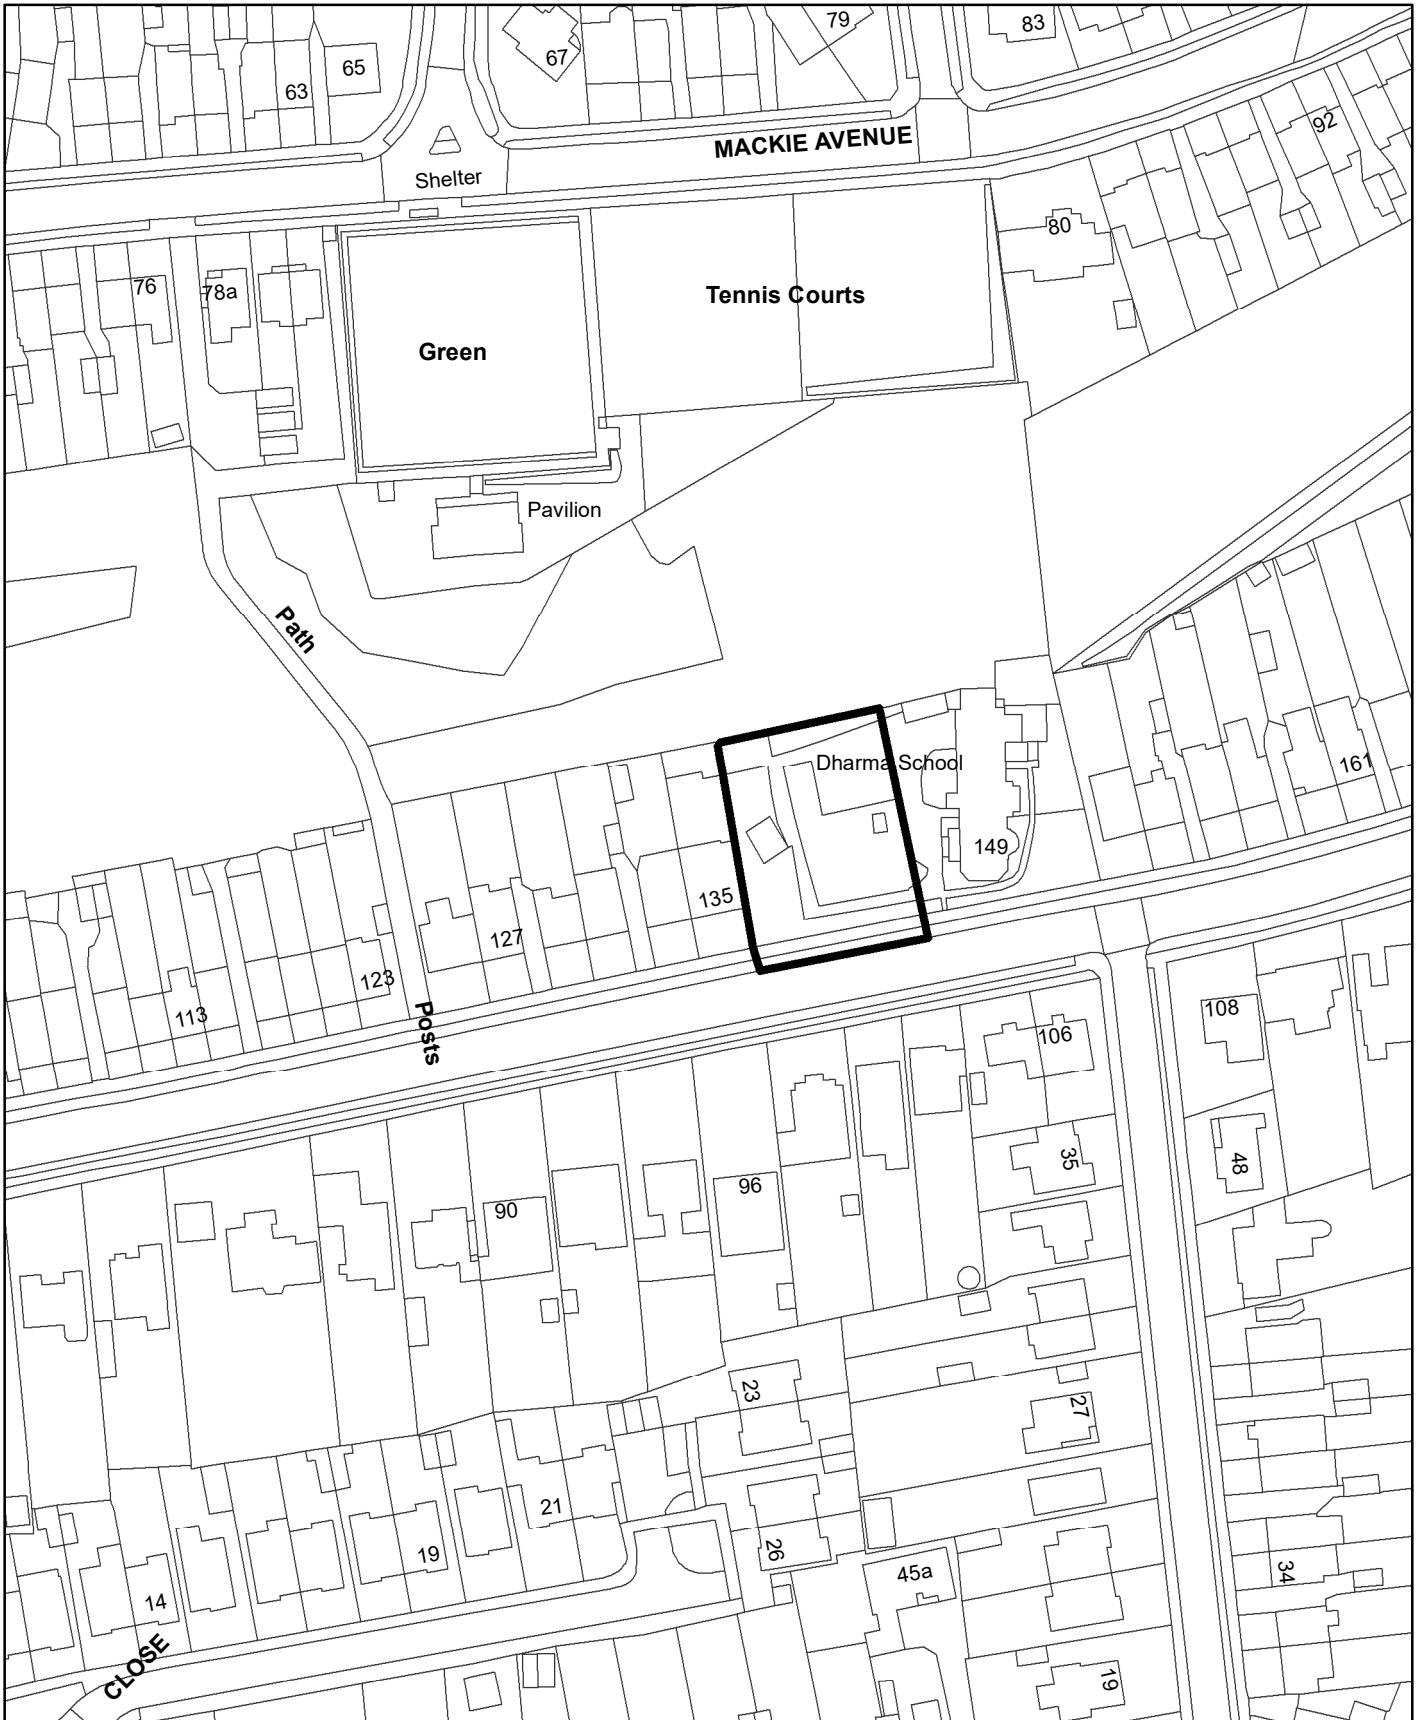 79
83
67
65
63
92
MACKIE AVENUE
Shelter
80
76
78a
Tennis Courts
Green
Pavilion
Path
Dharma School
161
149
135
127
123
113
Posts
108
106
35
48
96
90
23
27
21
19
26
45a
34
14
CLOSE
19